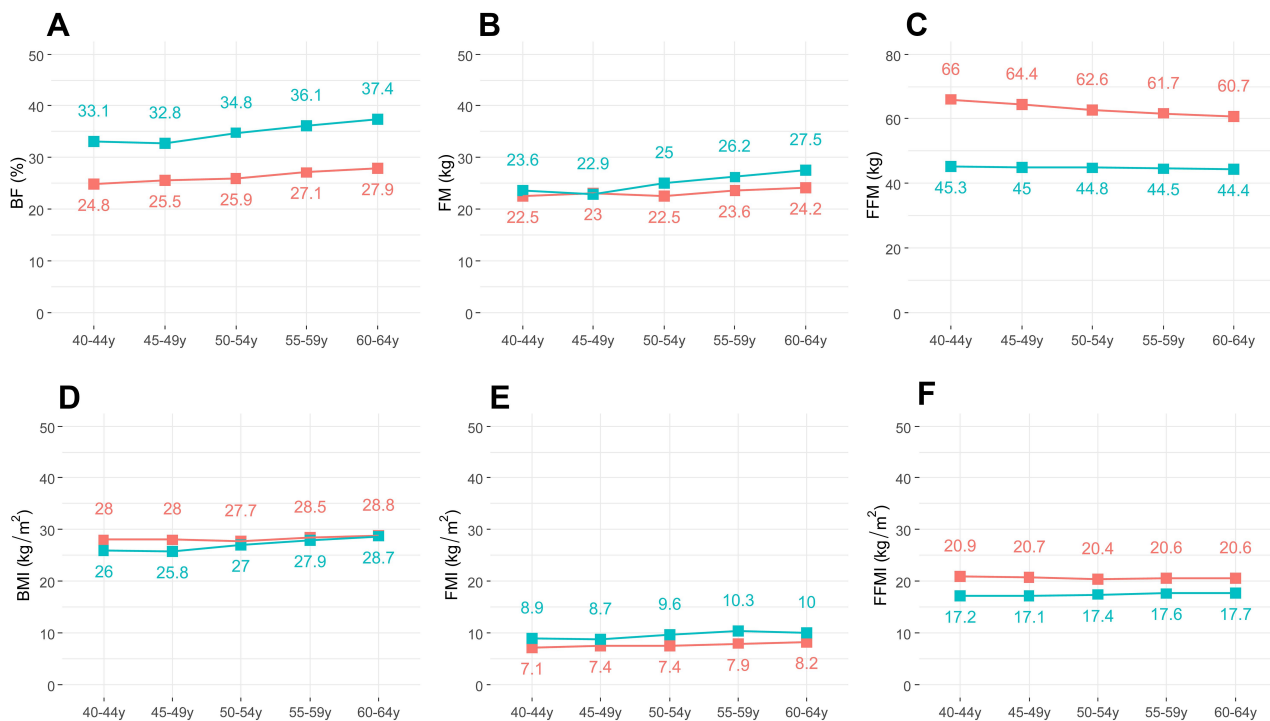 A
BF (%)
50
40
30
20
10
0
33.1 32.8 34.8 36.1 37.4
24.8 25.5 25.9 27.1 27.9
40-44y 45-49y 50-54y 55-59y 60-64y
B
FM (kg)
50
40
30
20
10
0
23.6 22.9 25 26.2 27.5
22.5 23 22.5 23.6 24.2
40-44y 45-49y 50-54y 55-59y 60-64y
C
FFM (kg)
80
60
40
20
0
66 64.4 62.6 61.7 60.7
45.3 45 44.8 44.5 44.4
40-44y 45-49y 50-54y 55-59y 60-64y
D
BMI (kg/m²)
50
40
30
20
10
0
28 28 27.7 28.5 28.8
26 25.8 27 27.9 28.7
40-44y 45-49y 50-54y 55-59y 60-64y
E
FMI (kg/m²)
50
40
30
20
10
0
8.9 8.7 9.6 10.3 10
7.1 7.4 7.4 7.9 8.2
40-44y 45-49y 50-54y 55-59y 60-64y
F
FFMI (kg/m²)
50
40
30
20
10
0
20.9 20.7 20.4 20.6 20.6
17.2 17.1 17.4 17.6 17.7
40-44y 45-49y 50-54y 55-59y 60-64y